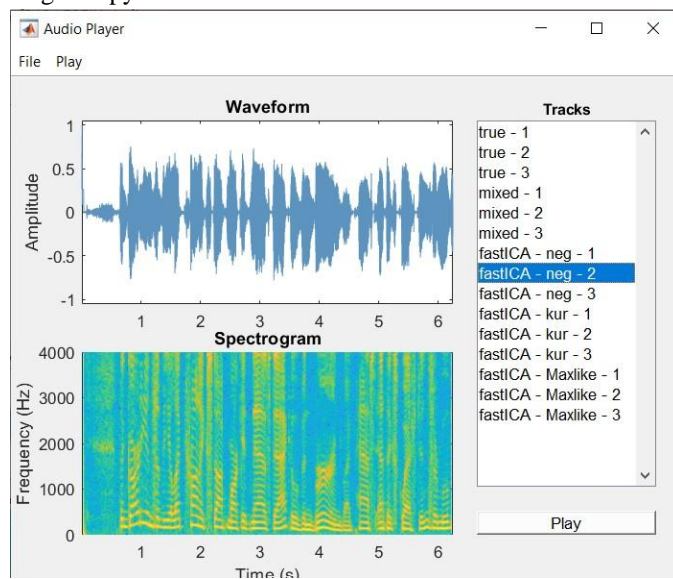 Audio Player
File Play
Waveform
1
0.5
0
-0.5
-1
Amplitude
1 2 3 4 5 6
Spectrogram
4000
3000
2000
1000
0
Frequency (Hz)
1 2 3 4 5 6
Time (s)
Tracks
true - 1
true - 2
true - 3
mixed - 1
mixed - 2
mixed - 3
fastICA - neg - 1
fastICA - neg - 2
fastICA - neg - 3
fastICA - kur - 1
fastICA - kur - 2
fastICA - kur - 3
fastICA - Maxlike - 1
fastICA - Maxlike - 2
fastICA - Maxlike - 3
Play